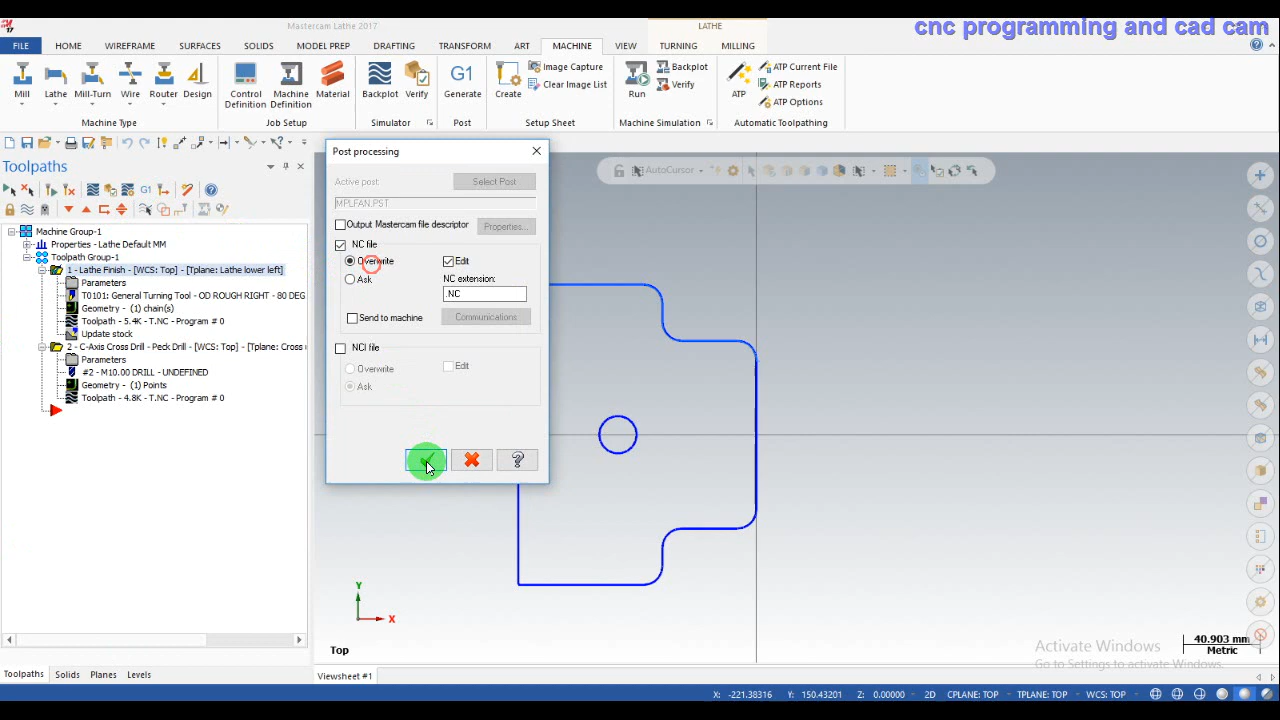 Mastercam Lathe 2017
LATHE
cnc programming and cad cam
FILE HOME WIREFRAME SURFACES SOLIDS MODEL PREP DRAFTING TRANSFORM ART MACHINE VIEW TURNING MILLING
Mill Lathe Mill-Turn Wire Router Design
Control Definition
Machine Definition
Material
Backplot Verify
G1
Generate
Create
Image Capture
Clear Image List
Run
Backplot
Verify
ATP
ATP Current File
ATP Reports
ATP Options
Machine Type Job Setup Simulator Post Setup Sheet Machine Simulation Automatic Toolpathing
Toolpaths
G1
Machine Group-1
Properties - Lathe Default MM
Toolpath Group-1
1 - Lathe Finish - [WCS: Top] - [Tplane: Lathe lower left]
Parameters
T0101: General Turning Tool - OD ROUGH RIGHT - 80 DEG
Geometry - (1) chain(s)
Toolpath - 5.4K - T.NC - Program # 0
Update stock
2 - C-Axis Cross Drill - Peck Drill - [WCS: Top] - [Tplane: Cross
Parameters
#2 - M10.00 DRILL - UNDEFINED
Geometry - (1) Points
Toolpath - 4.8K - T.NC - Program # 0
Post processing
Active post:
Select Post
MPLFAN.PST
Output Mastercam file descriptor
Properties...
NC file
Overwrite
Edit
Ask
NC extension:
.NC
Send to machine
Communications
NCI file
Overwrite
Edit
Ask
AutoCursor
Y
X
Top
Activate Windows
Go to Settings to activate Windows.
40.903 mm
Metric
Toolpaths Solids Planes Levels
Viewsheet #1
X: -221.38316 Y: 150.43201 Z: 0.00000 2D CPLANE: TOP TPLANE: TOP WCS: TOP